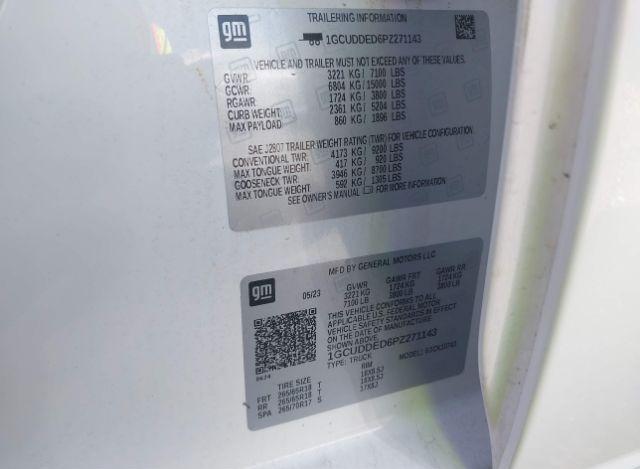 gm
TRAILERING INFORMATION
1GCUDDED6PZ271143
VEHICLE AND TRAILER MUST NOT EXCEED ANY OF THESE VALUES.
GVWR: 3221 KG / 7100 LBS
GCWR: 6804 KG / 15000 LBS
RGAWR: 1724 KG / 3800 LBS
CURB WEIGHT: 2361 KG / 5204 LBS
MAX PAYLOAD: 860 KG / 1896 LBS
SAE J2807 TRAILER WEIGHT RATING (TWR) FOR VEHICLE CONFIGURATION.
CONVENTIONAL TWR: 4173 KG / 9200 LBS
MAX TONGUE WEIGHT: 417 KG / 920 LBS
GOOSENECK TWR: 3946 KG / 8700 LBS
MAX TONGUE WEIGHT: 592 KG / 1305 LBS
SEE OWNER'S MANUAL FOR MORE INFORMATION
gm
MFD BY GENERAL MOTORS LLC
05/23 GVWR GAWR FRT GAWR RR
3221 KG 1724 KG 1724 KG
7100 LB 3800 LB 3800 LB
THIS VEHICLE CONFORMS TO ALL
APPLICABLE U.S. FEDERAL MOTOR
VEHICLE SAFETY STANDARDS IN EFFECT
ON THE DATE OF MANUFACTURE
1GCUDDED6PZ271143
TYPE: TRUCK MODEL:
TIRE SIZE RIM
FRT 265/65R18 T 18X8.5J
RR 265/65R18 T 18X8.5J
SPA 265/70R17 S 17X8J